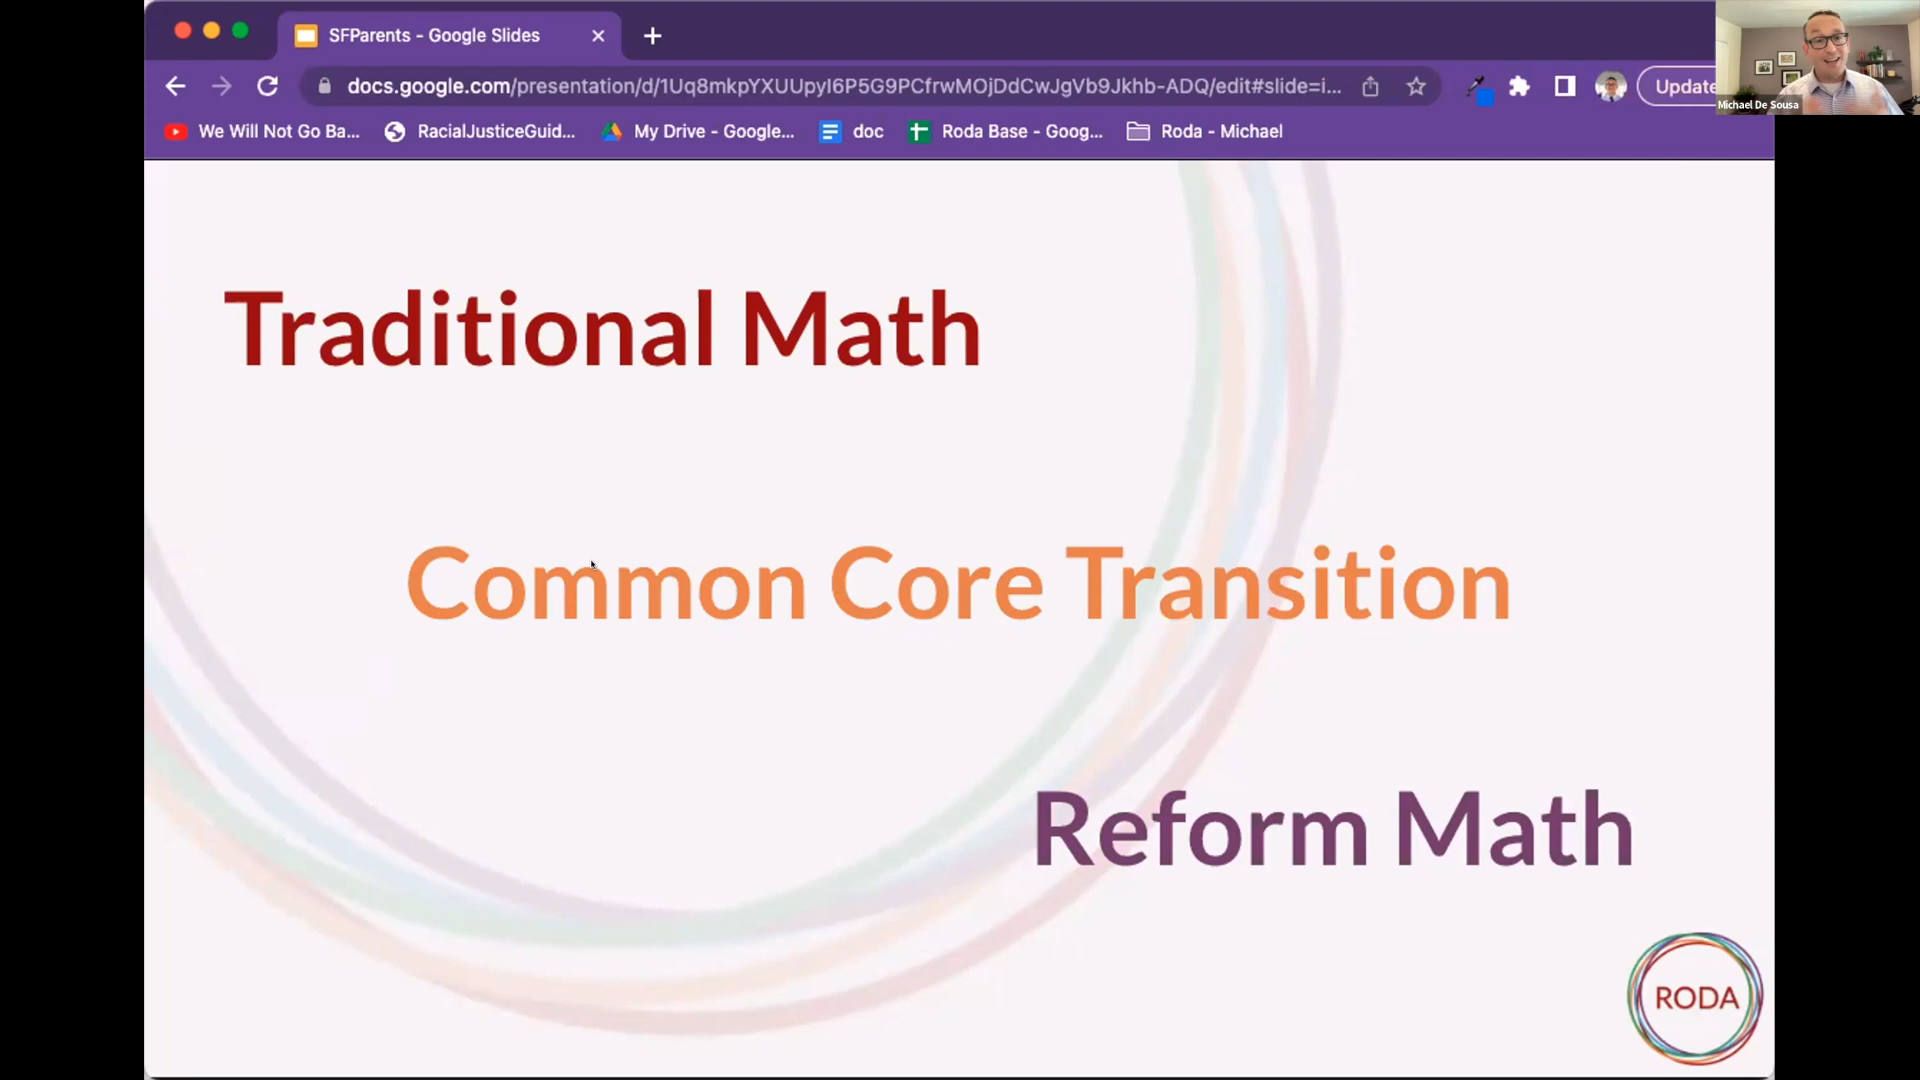 SFParents - Google Slides
docs.google.com/presentation/d/1Uq8mkpYXUUpyI6P5G9PCfrwMOjDdCwJgVb9Jkhb-ADQ/edit#slide=i...
Update
Michael De Sousa
We Will Not Go Ba...
RacialJusticeGuid...
My Drive - Google...
doc
Roda Base - Goog...
Roda - Michael
Traditional Math
Common Core Transition
Reform Math
RODA